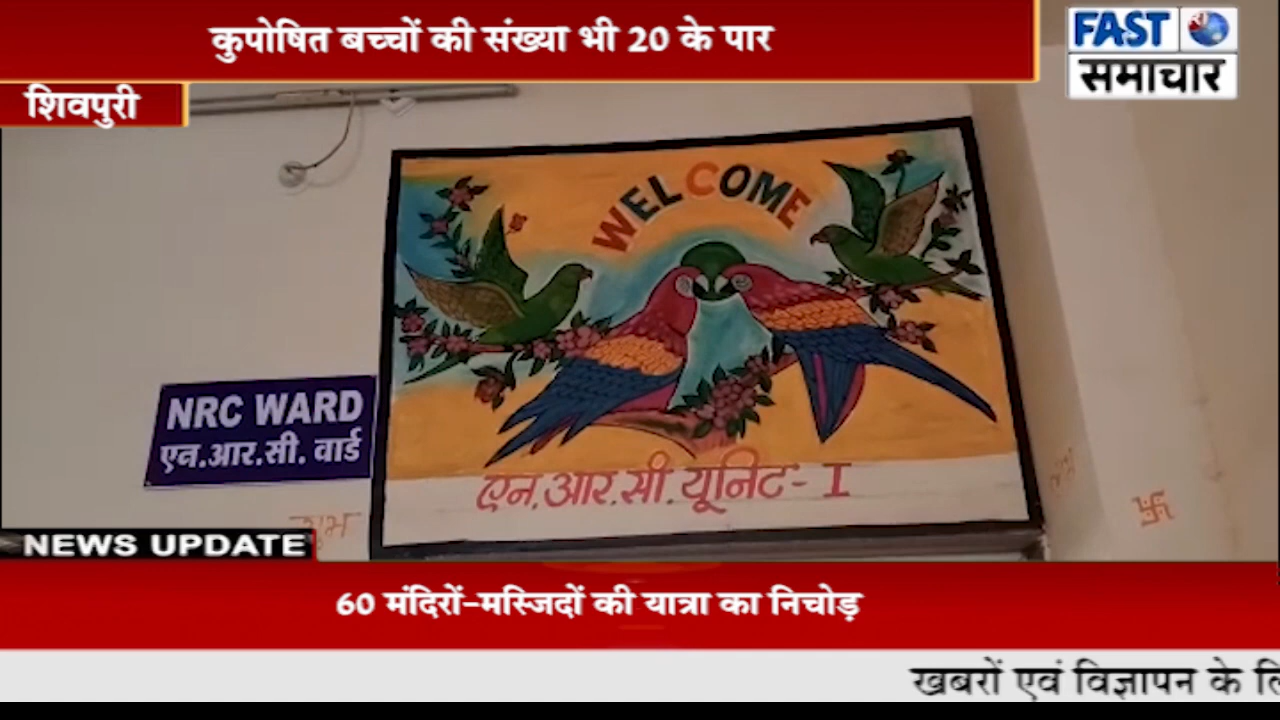 कुपोषित बच्चों की संख्या भी 20 के पार
FAST
समाचार
शिवपुरी
WELCOME
NRC WARD
एन.आर.सी. वार्ड
एन.आर.सी. यूनिट- I
शुभ
NEWS UPDATE
60 मंदिरों-मस्जिदों की यात्रा का निचोड़
खबरों एवं विज्ञापन के लि